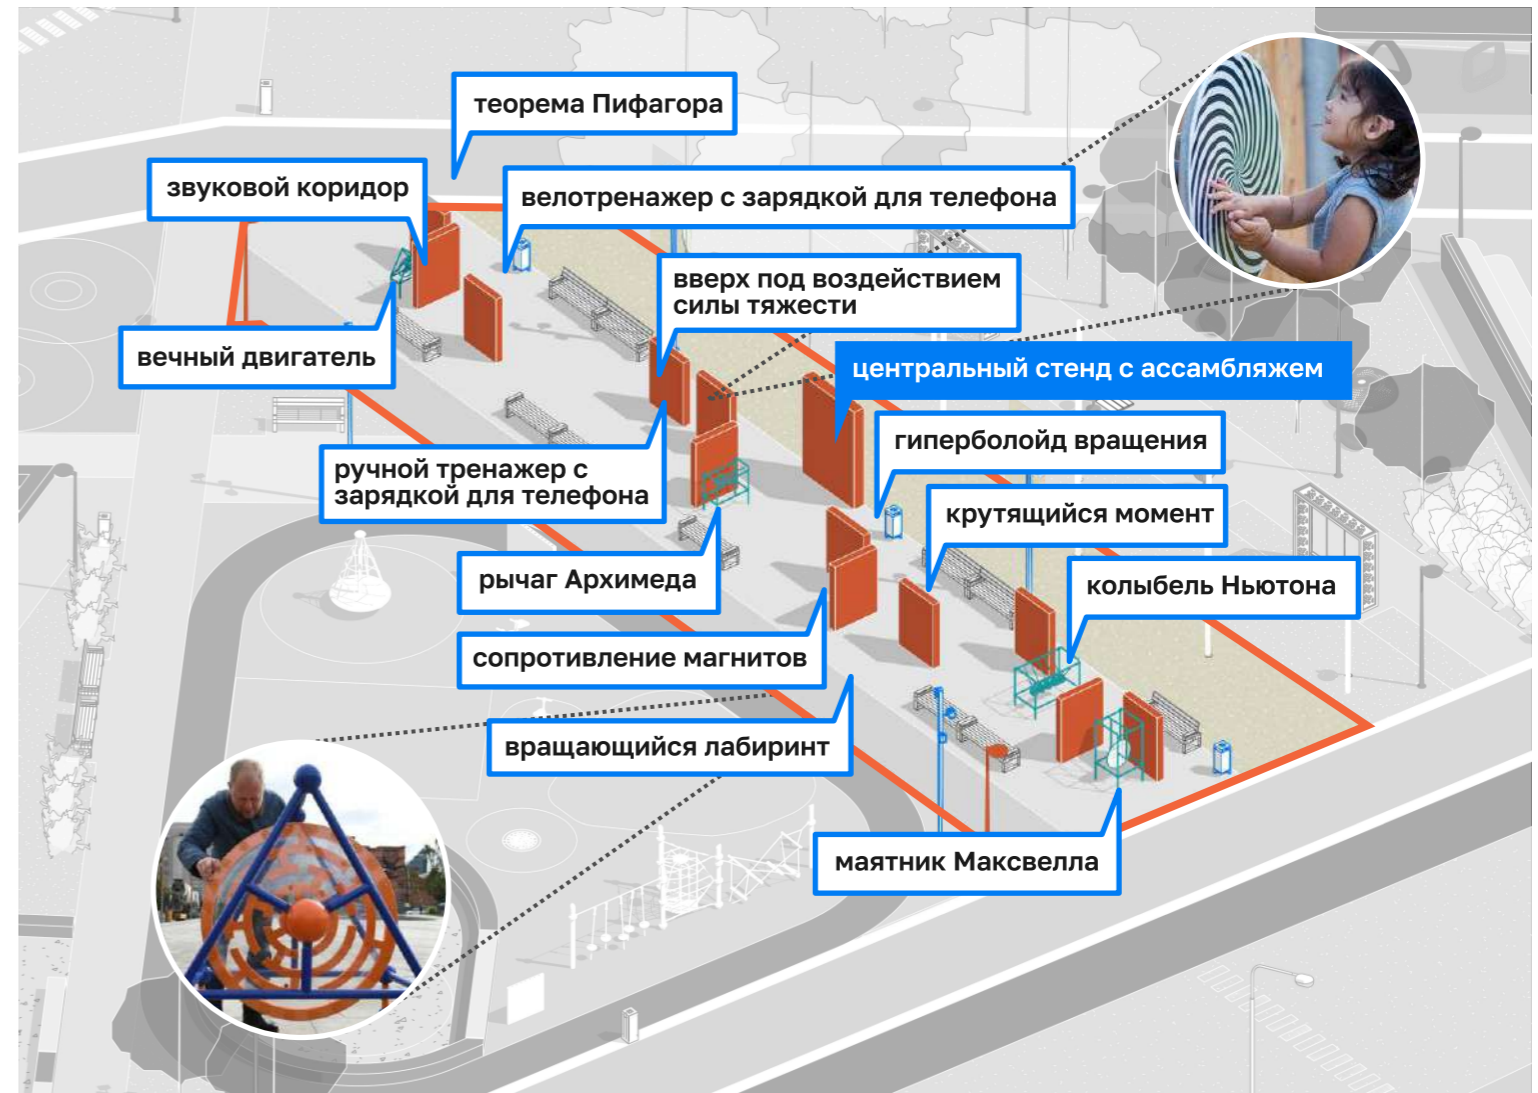 теорема Пифагора
звуковой коридор
велотренажер с зарядкой для телефона
вверх под воздействием
силы тяжести
вечный двигатель
центральный стенд с ассамбляжем
гиперболойд вращения
ручной тренажер с
зарядкой для телефона
крутящийся момент
рычаг Архимеда
колыбель Ньютона
сопротивление магнитов
вращающийся лабиринт
маятник Максвелла